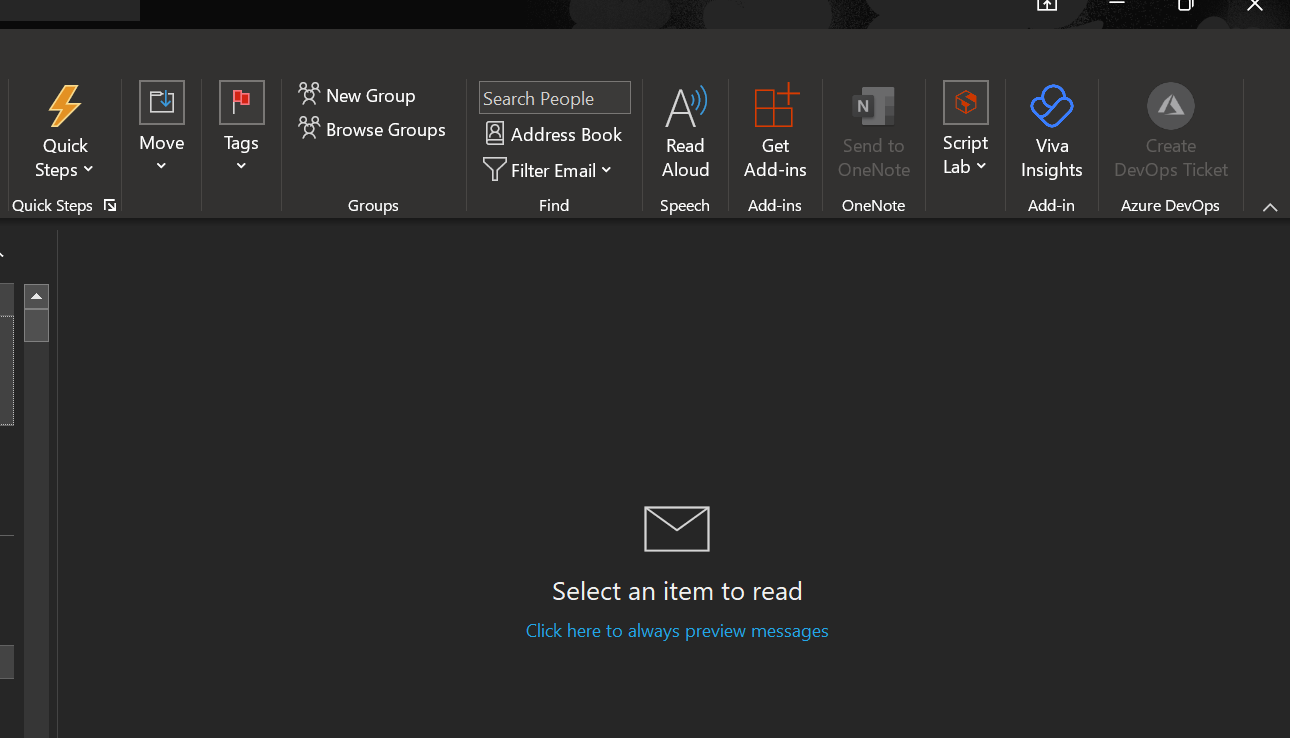 Quick
Steps
Quick Steps
Move
Tags
New Group
Browse Groups
Groups
Search People
Address Book
Filter Email
Find
Read
Aloud
Speech
Get
Add-ins
Add-ins
N
Send to
OneNote
OneNote
Script
Lab
Viva
Insights
Add-in
Create
DevOps Ticket
Azure DevOps
Select an item to read
Click here to always preview messages